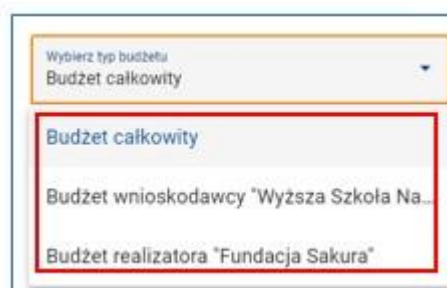 Wybierz typ budżetu
Budżet całkowity
Budżet całkowity
Budżet wnioskodawcy "Wyższa Szkoła Na...
Budżet realizatora "Fundacja Sakura"